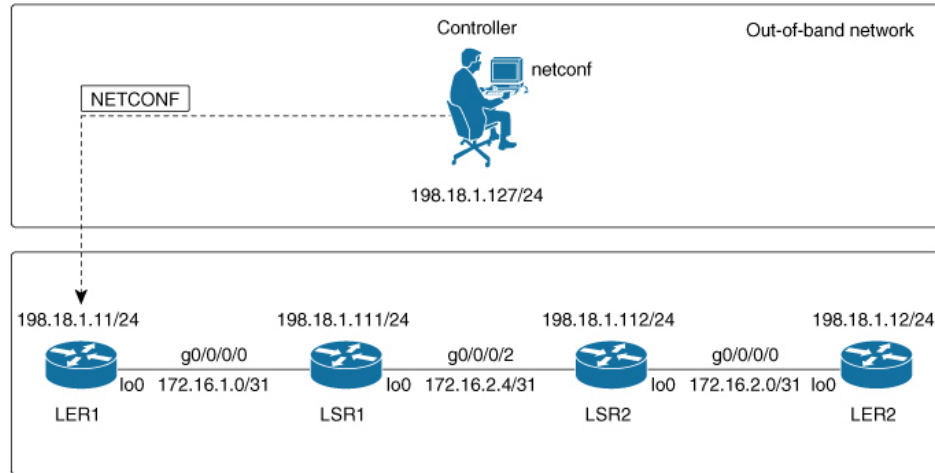 Controller
Out-of-band network
netconf
NETCONF
198.18.1.127/24
198.18.1.11/24
198.18.1.111/24
198.18.1.112/24
198.18.1.12/24
g0/0/0/0
g0/0/0/2
g0/0/0/0
lo0
172.16.1.0/31
lo0
172.16.2.4/31
lo0
172.16.2.0/31
lo0
LER1
LSR1
LSR2
LER2